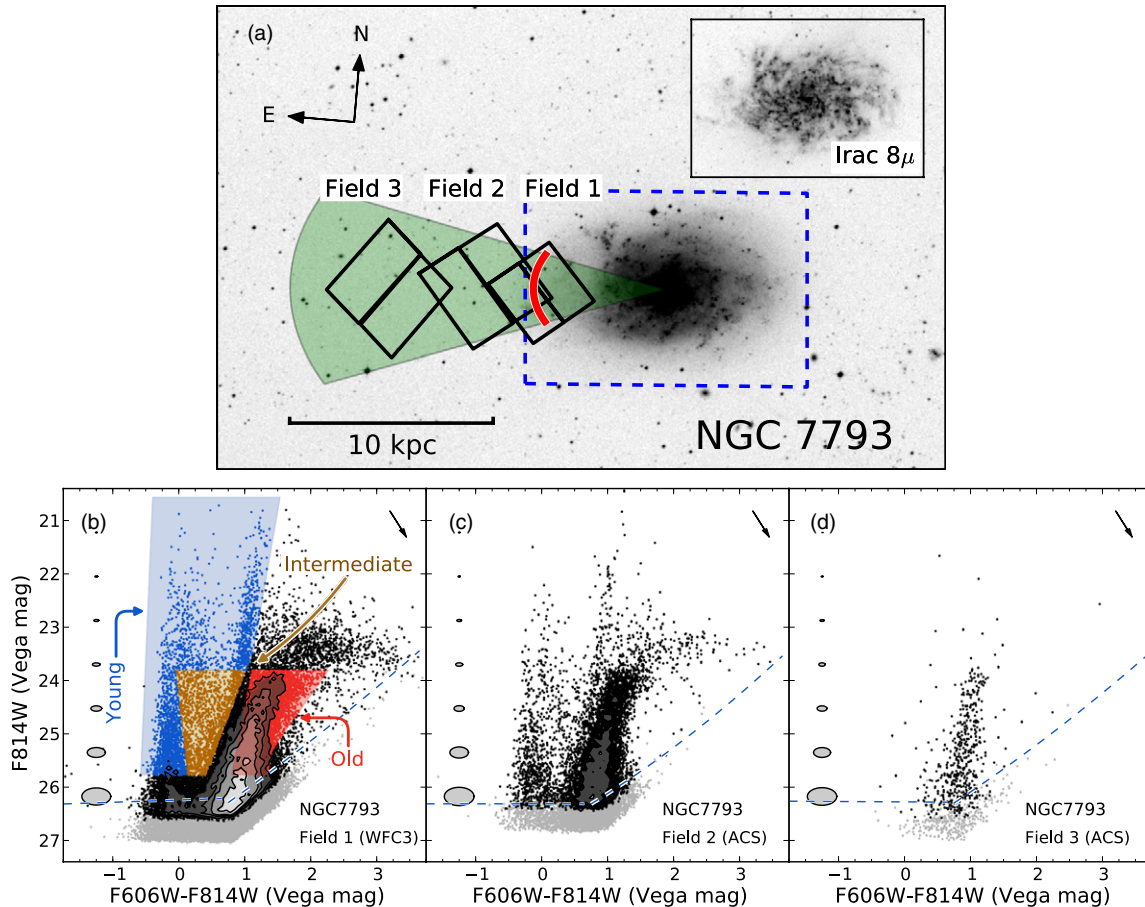 (a)
N
E
Irac 8μ
Field 3
Field 2
Field 1
10 kpc
NGC 7793
(b)
(c)
(d)
21
22
23
24
25
26
27
F814W (Vega mag)
Young
Intermediate
Old
NGC7793
Field 1 (WFC3)
NGC7793
Field 2 (ACS)
NGC7793
Field 3 (ACS)
−1 0 1 2 3
−1 0 1 2 3
−1 0 1 2 3
F606W-F814W (Vega mag)
F606W-F814W (Vega mag)
F606W-F814W (Vega mag)